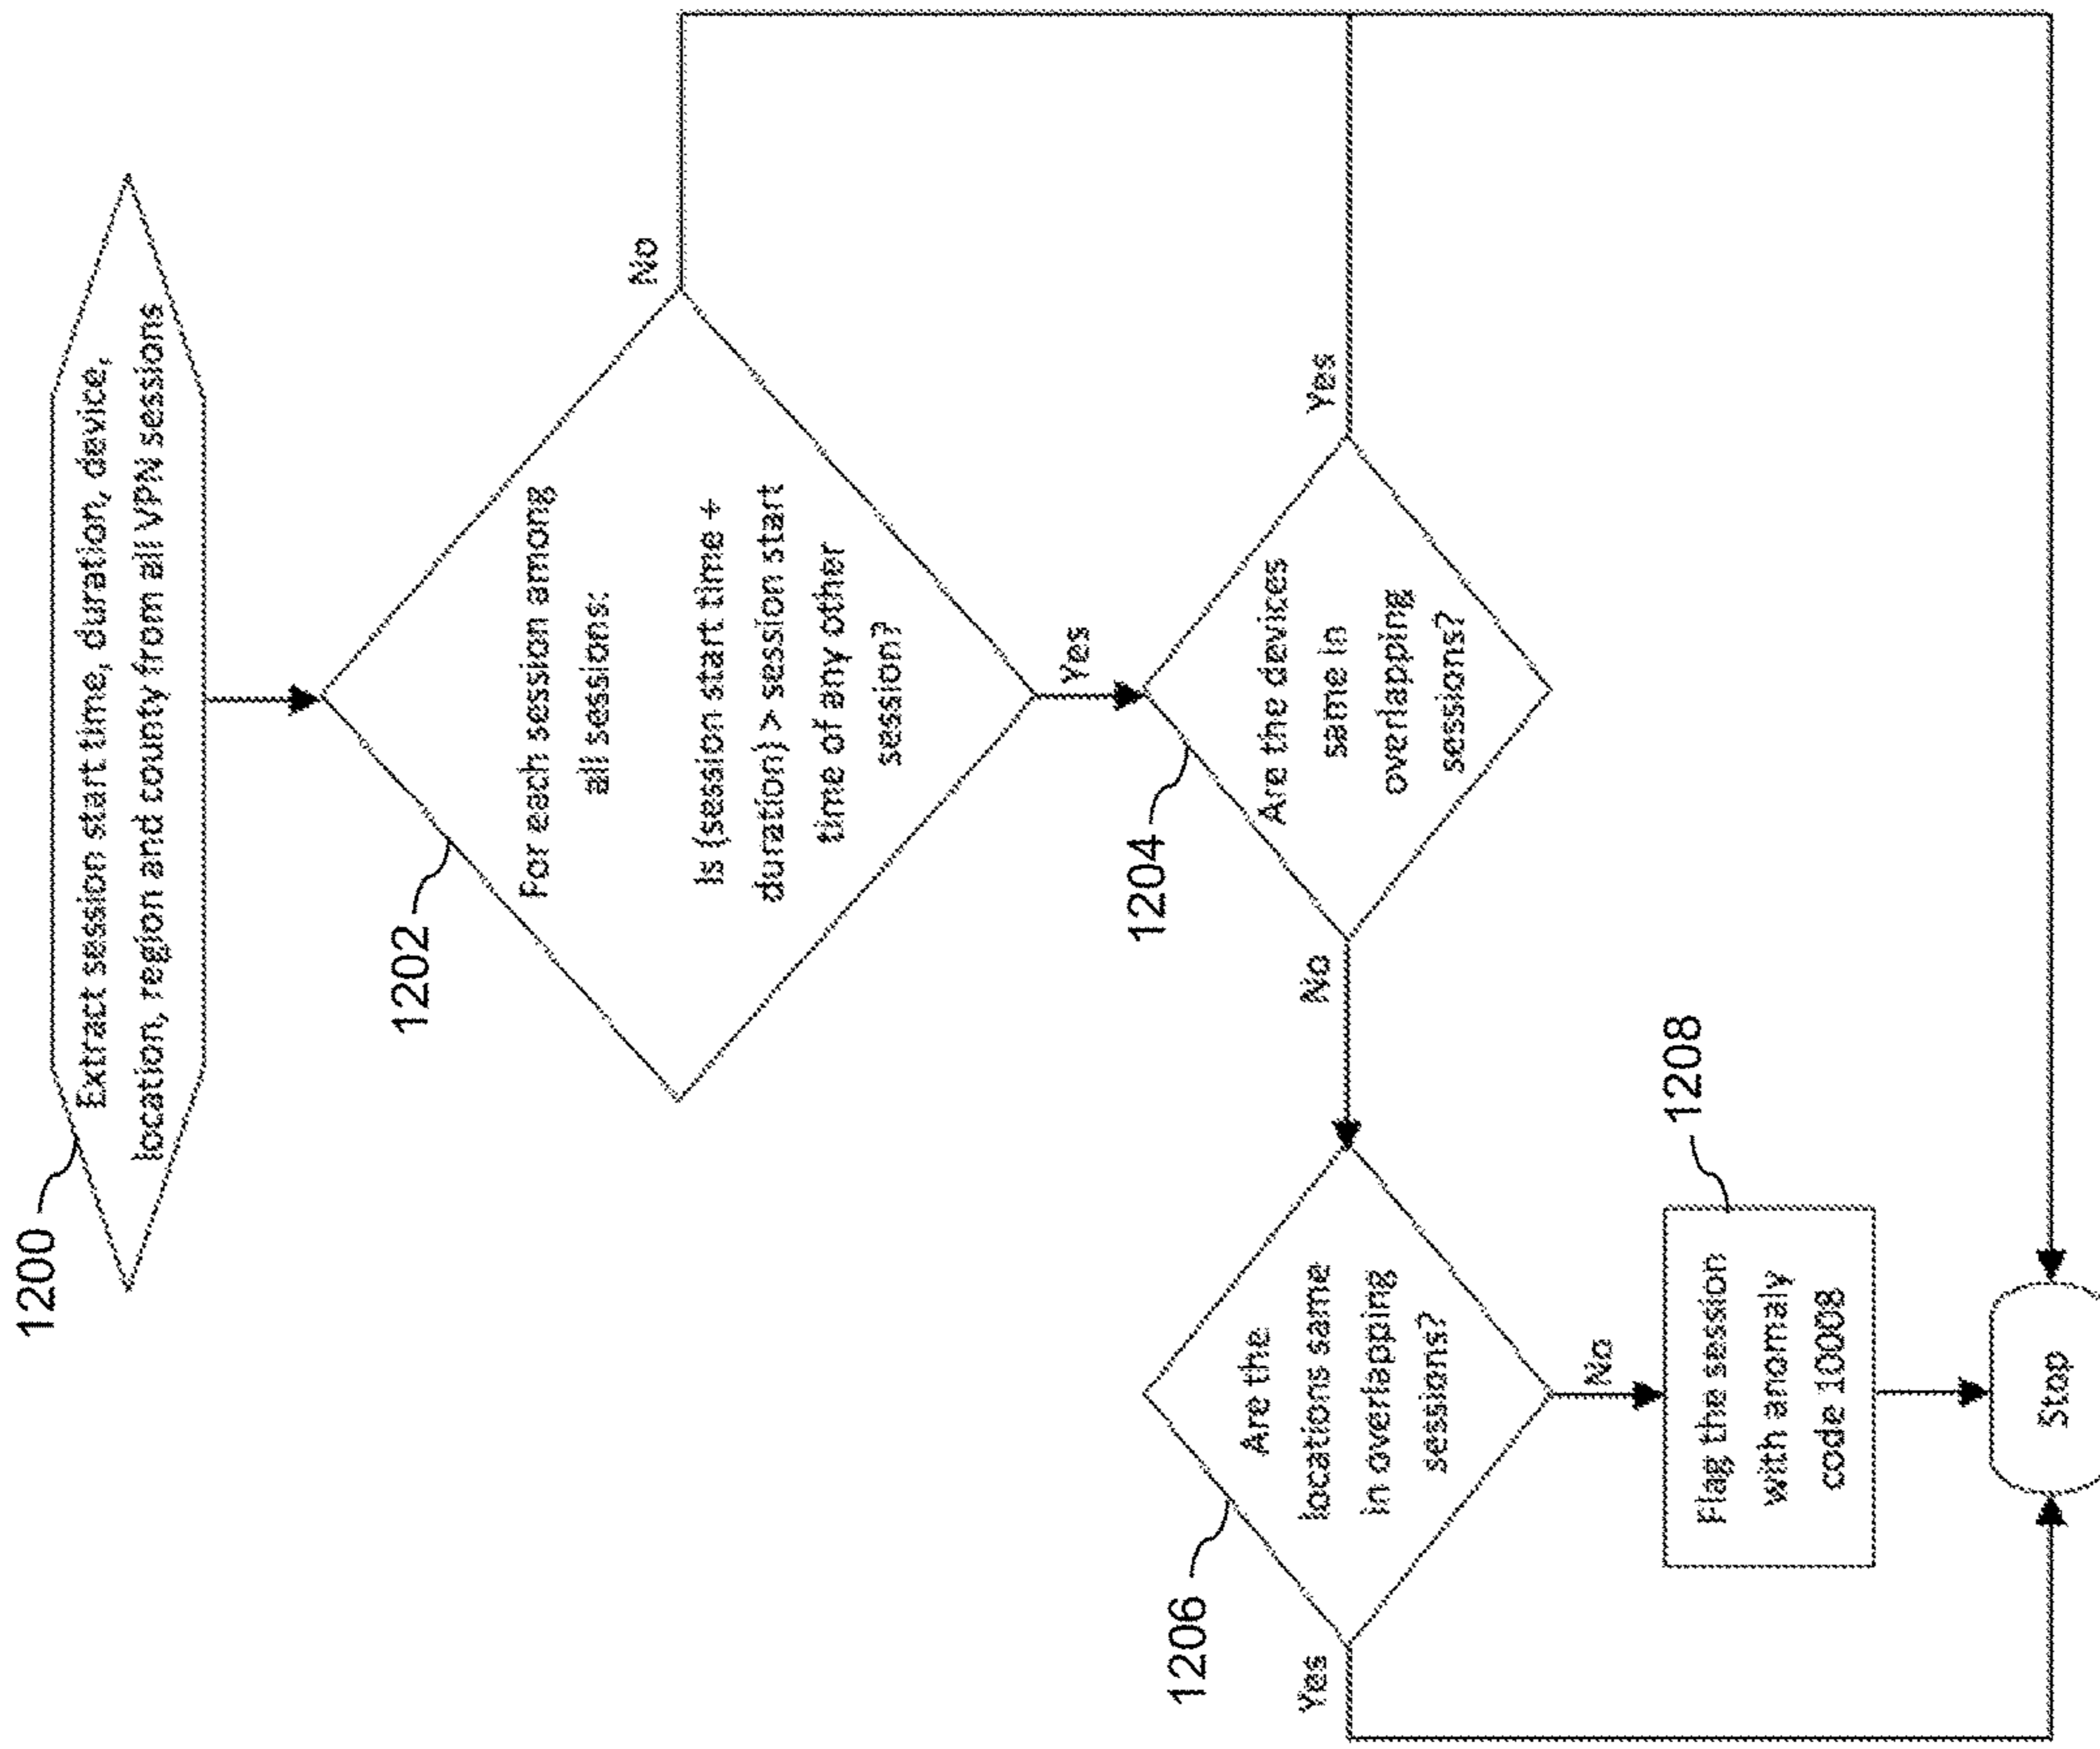 1200
Extract session start time, duration, device,
location, region and county from all VPN sessions
1202
For each session among
all sessions:
Is (session start time +
duration) > session start
time of any other
session?
No
Yes
1204
Are the devices
same in
overlapping
sessions?
Yes
No
1206
Are the
locations same
in overlapping
sessions?
Yes
No
1208
Flag the session
with anomaly
code 10008
Stop